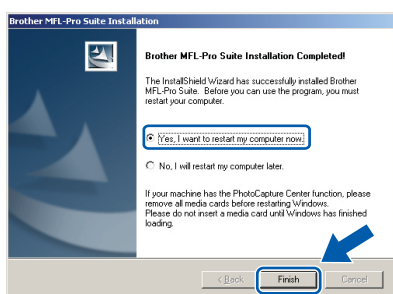 Brother MFL-Pro Suite Installation
Brother MFL-Pro Suite Installation Completed!
The InstallShield Wizard has successfully installed Brother
MFL-Pro Suite. Before you can use the program, you must
restart your computer.
Yes, I want to restart my computer now.
No, I will restart my computer later.
If your machine has the PhotoCapture Center function, please
remove all media cards before restarting Windows.
Please do not insert a media card until Windows has finished
loading.
< Back
Finish
Cancel